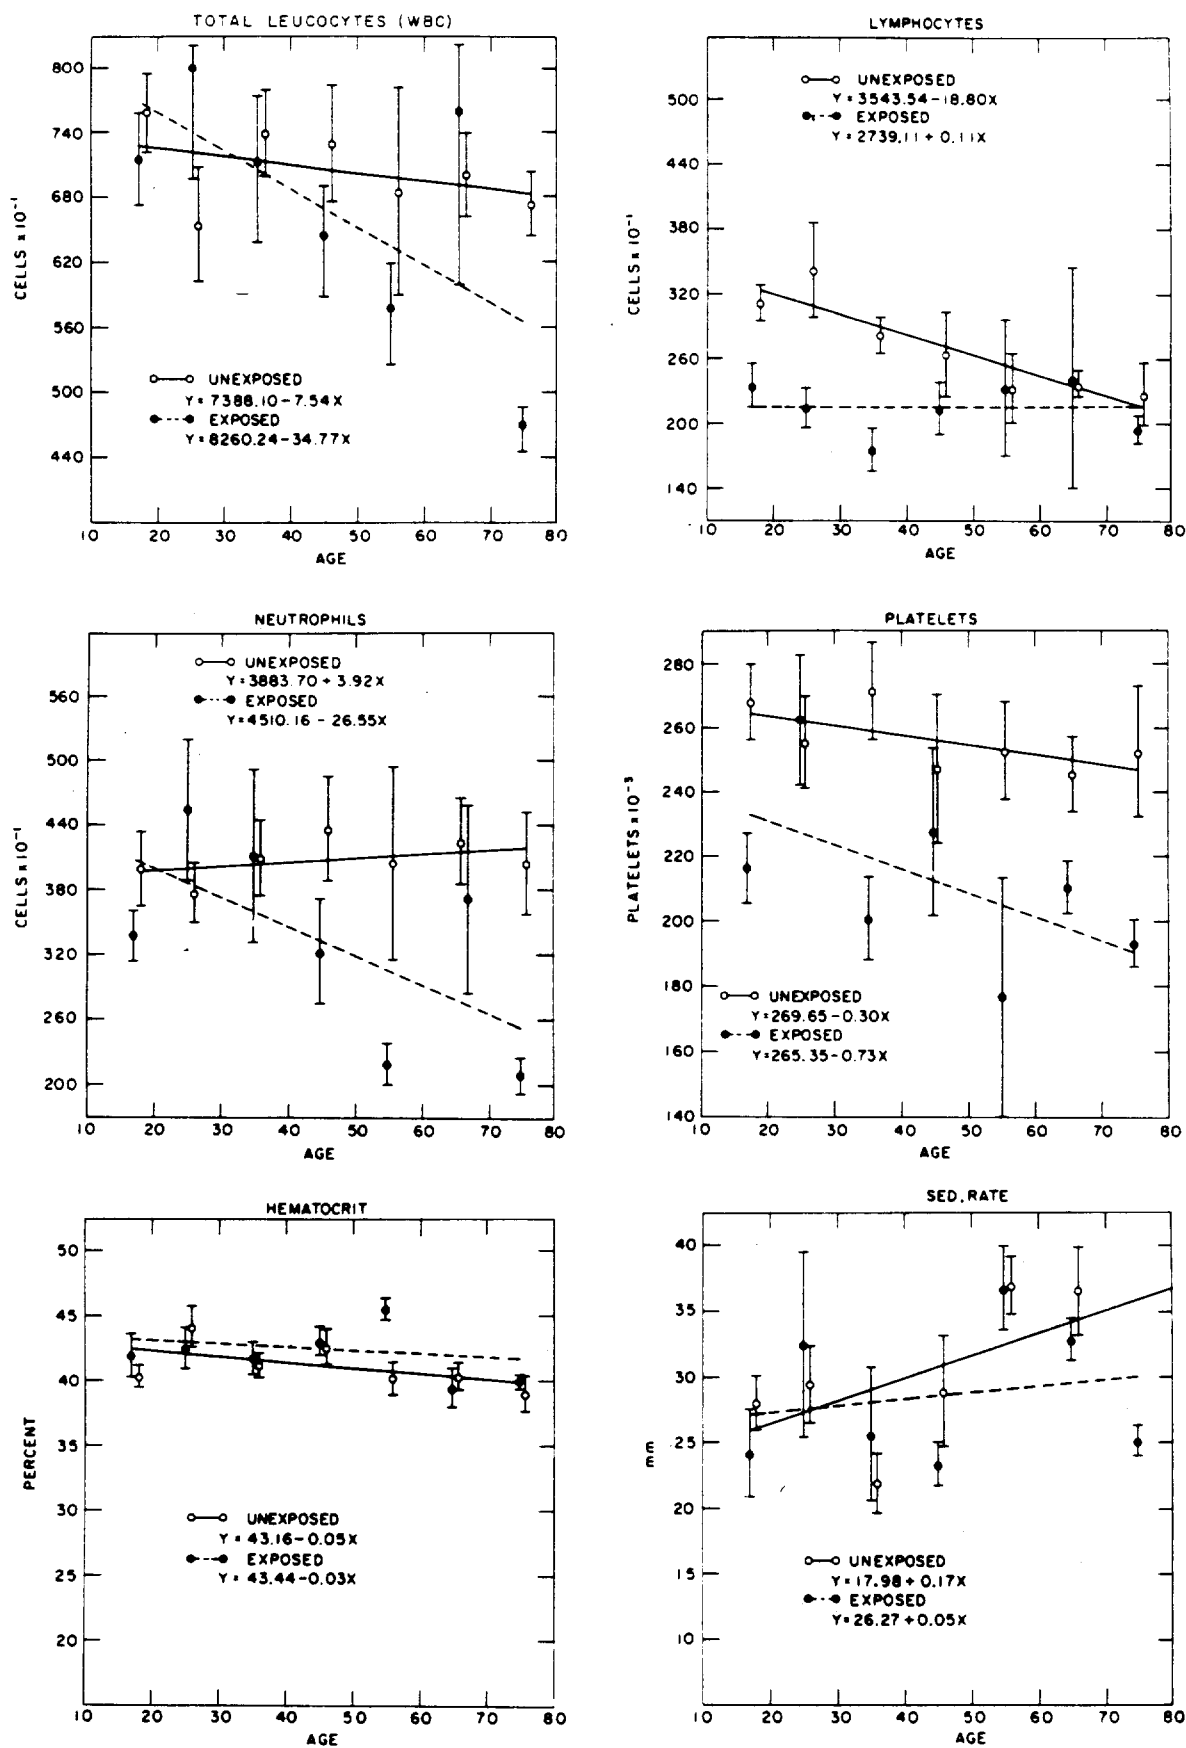 TOTAL LEUCOCYTES (WBC)
800
740
680
620
560
500
440
CELLS x 10⁻¹
UNEXPOSED
Y = 7388.10 - 7.54X
EXPOSED
Y = 8260.24 - 34.77X
10 20 30 40 50 60 70 80
AGE
LYMPHOCYTES
500
440
380
320
260
200
140
CELLS x 10⁻¹
UNEXPOSED
Y = 3543.54 - 18.80X
EXPOSED
Y = 2739.11 + 0.11X
10 20 30 40 50 60 70 80
AGE
NEUTROPHILS
560
500
440
380
320
260
200
CELLS x 10⁻¹
UNEXPOSED
Y = 3883.70 + 3.92X
EXPOSED
Y = 4510.16 - 26.55X
10 20 30 40 50 60 70 80
AGE
PLATELETS
280
260
240
220
200
180
160
140
PLATELETS x 10⁻³
UNEXPOSED
Y = 269.65 - 0.30X
EXPOSED
Y = 265.35 - 0.73X
10 20 30 40 50 60 70 80
AGE
HEMATOCRIT
50
45
40
35
30
25
20
PERCENT
UNEXPOSED
Y = 43.16 - 0.05X
EXPOSED
Y = 43.44 - 0.03X
10 20 30 40 50 60 70 80
AGE
SED. RATE
40
35
30
25
20
15
10
mm
UNEXPOSED
Y = 17.98 + 0.17X
EXPOSED
Y = 26.27 + 0.05X
10 20 30 40 50 60 70 80
AGE